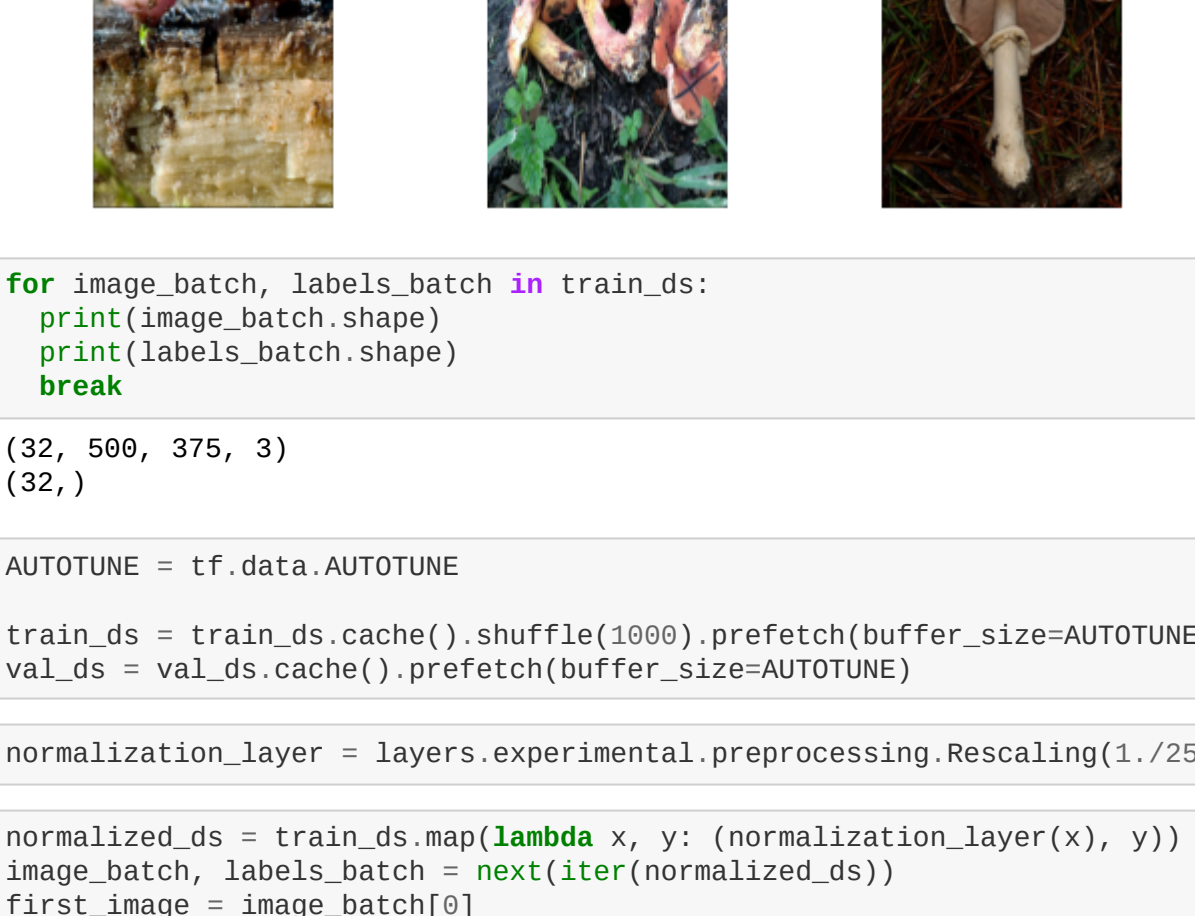 for image_batch, labels_batch in train_ds:
  print(image_batch.shape)
  print(labels_batch.shape)
  break
(32, 500, 375, 3)
(32,)
AUTOTUNE = tf.data.AUTOTUNE
train_ds = train_ds.cache().shuffle(1000).prefetch(buffer_size=AUTOTUNE
val_ds = val_ds.cache().prefetch(buffer_size=AUTOTUNE)
normalization_layer = layers.experimental.preprocessing.Rescaling(1./25
normalized_ds = train_ds.map(lambda x, y: (normalization_layer(x), y))
image_batch, labels_batch = next(iter(normalized_ds))
first_image = image_batch[0]